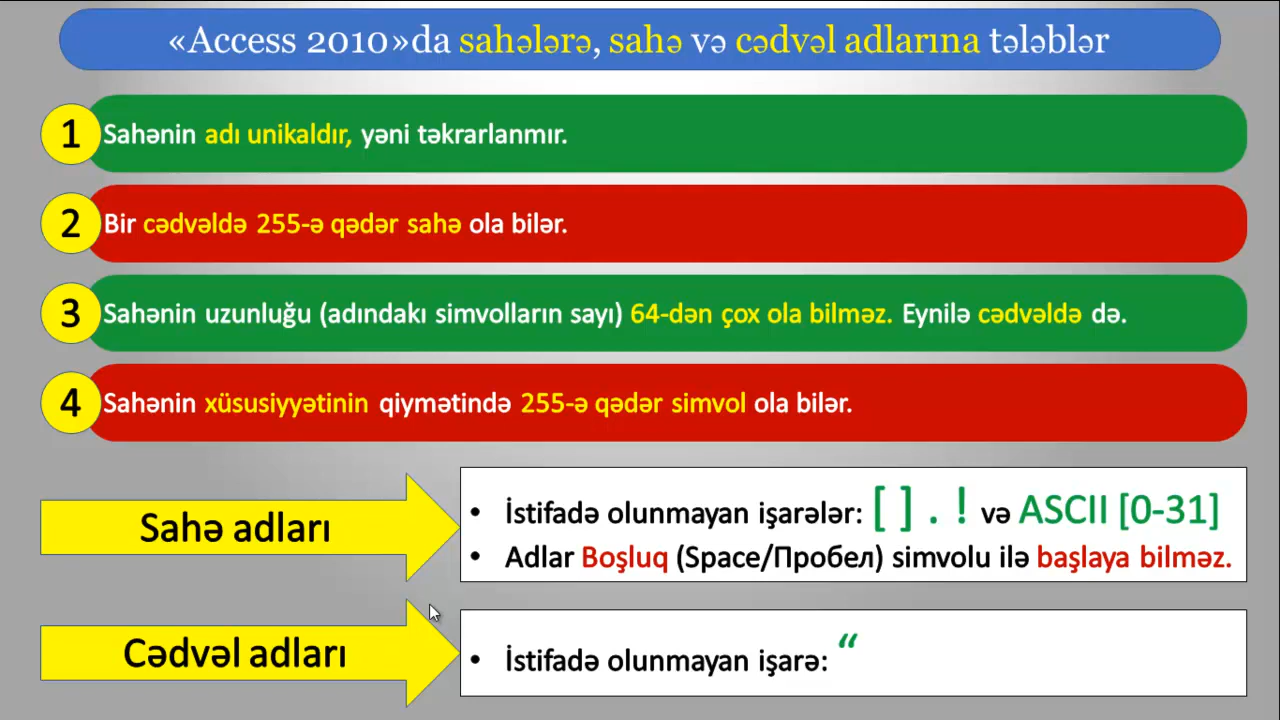 «Access 2010»da sahələrə, sahə və cədvəl adlarına tələblər
1 Sahənin adı unikaldır, yəni təkrarlanmır.
2 Bir cədvəldə 255-ə qədər sahə ola bilər.
3 Sahənin uzunluğu (adındakı simvolların sayı) 64-dən çox ola bilməz. Eynilə cədvəldə də.
4 Sahənin xüsusiyyətinin qiymətində 255-ə qədər simvol ola bilər.
Sahə adları
• İstifadə olunmayan işarələr: [ ] . ! və ASCII [0-31]
• Adlar Boşluq (Space/Пробел) simvolu ilə başlaya bilməz.
Cədvəl adları
• İstifadə olunmayan işarə: “